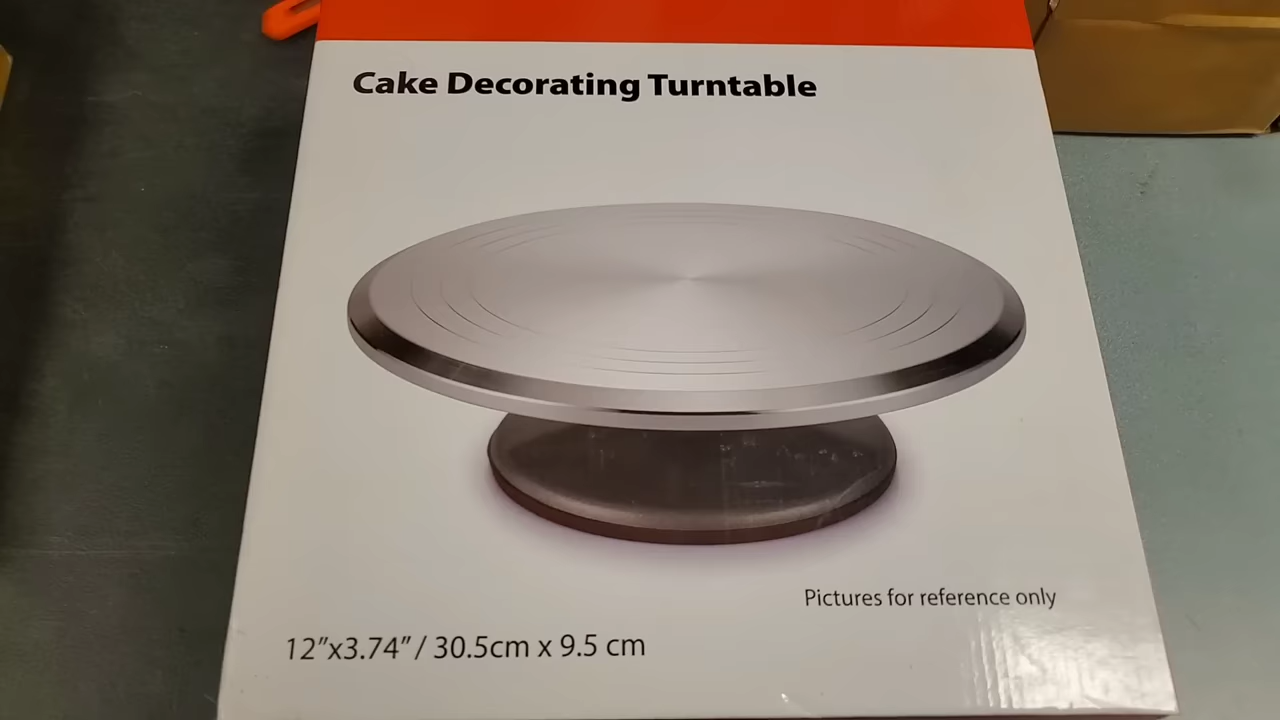 Cake Decorating Turntable
Pictures for reference only
12”x3.74”/ 30.5cm x 9.5 cm